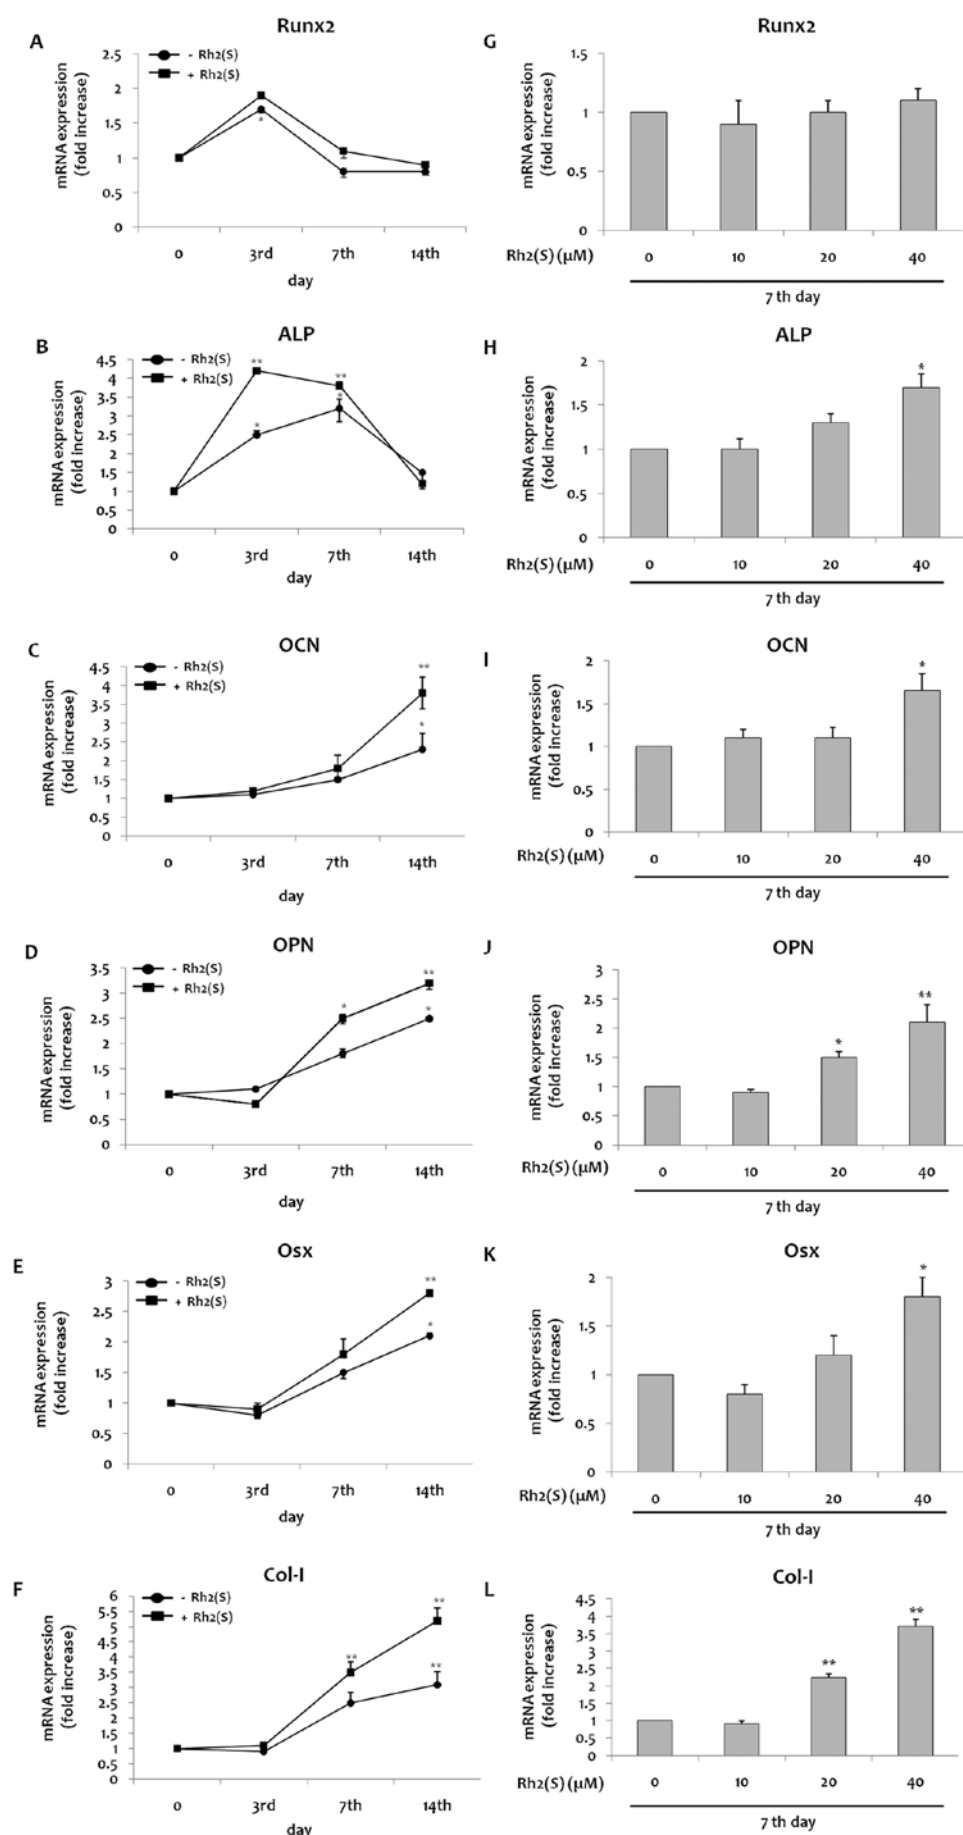 A
Runx2
- Rh2(S)
+ Rh2(S)
mRNA expression
(fold increase)
2.5
2
1.5
1
0.5
0
*
0 3rd 7th 14th
day
G
Runx2
mRNA expression
(fold increase)
1.5
1
0.5
0
Rh2(S) (μM) 0 10 20 40
7 th day
B
ALP
- Rh2(S)
+ Rh2(S)
mRNA expression
(fold increase)
4.5
4
3.5
3
2.5
2
1.5
1
0.5
0
** **
* *
0 3rd 7th 14th
day
H
ALP
mRNA expression
(fold increase)
2
1.5
1
0.5
0
*
Rh2(S) (μM) 0 10 20 40
7 th day
C
OCN
- Rh2(S)
+ Rh2(S)
mRNA expression
(fold increase)
4.5
4
3.5
3
2.5
2
1.5
1
0.5
0
**
*
0 3rd 7th 14th
day
I
OCN
mRNA expression
(fold increase)
2
1.5
1
0.5
0
*
Rh2(S) (μM) 0 10 20 40
7 th day
D
OPN
- Rh2(S)
+ Rh2(S)
mRNA expression
(fold increase)
3.5
3
2.5
2
1.5
1
0.5
0
* **
*
0 3rd 7th 14th
day
J
OPN
mRNA expression
(fold increase)
3
2.5
2
1.5
1
0.5
0
* **
Rh2(S) (μM) 0 10 20 40
7 th day
E
Osx
- Rh2(S)
+ Rh2(S)
mRNA expression
(fold increase)
3
2.5
2
1.5
1
0.5
0
**
*
0 3rd 7th 14th
day
K
Osx
mRNA expression
(fold increase)
2
1.5
1
0.5
0
*
Rh2(S) (μM) 0 10 20 40
7 th day
F
Col-I
- Rh2(S)
+ Rh2(S)
mRNA expression
(fold increase)
6
5.5
5
4.5
4
3.5
3
2.5
2
1.5
1
0.5
0
** **
**
0 3rd 7th 14th
day
L
Col-I
mRNA expression
(fold increase)
4.5
4
3.5
3
2.5
2
1.5
1
0.5
0
** **
Rh2(S) (μM) 0 10 20 40
7 th day